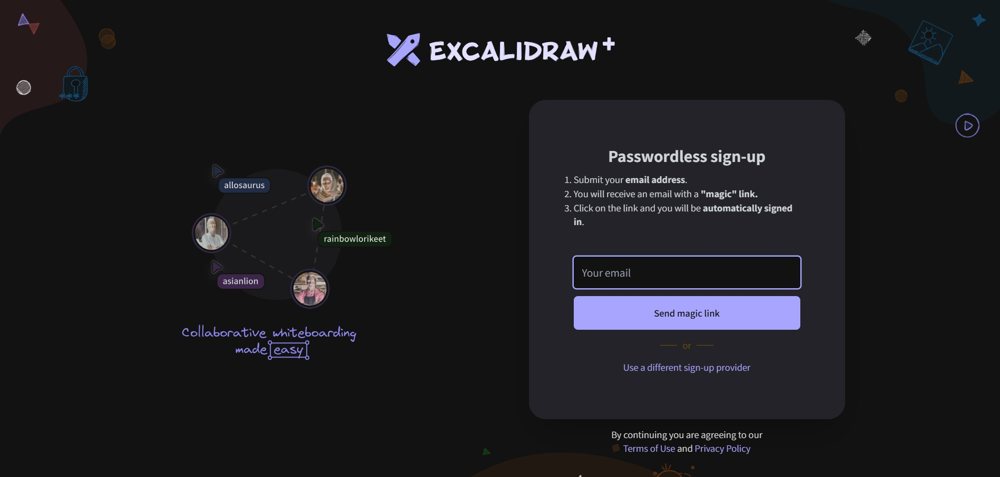 EXCALIDRAW+
Passwordless sign-up
1. Submit your email address.
2. You will receive an email with a "magic" link.
3. Click on the link and you will be automatically signed
in.
allosaurus
rainbowlorikeet
asianlion
Collaborative whiteboarding
made easy
Your email
Send magic link
or
Use a different sign-up provider
By continuing you are agreeing to our
Terms of Use and Privacy Policy